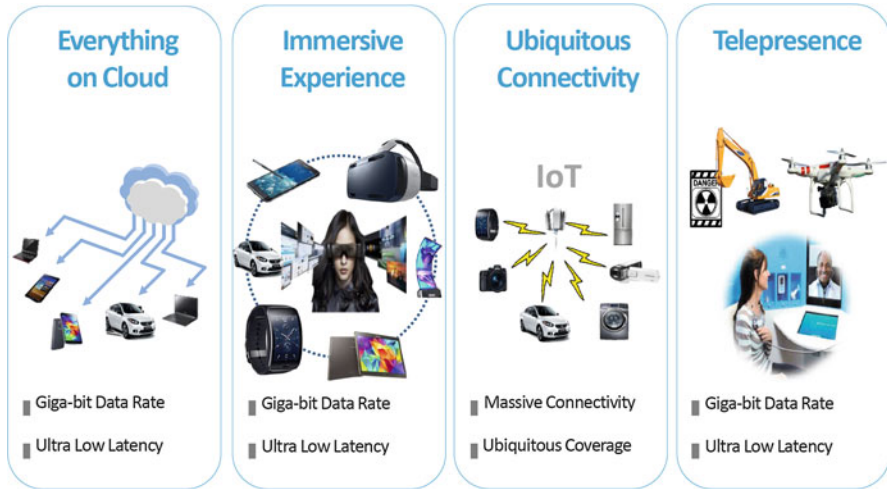 Everything
on Cloud
Giga-bit Data Rate
Ultra Low Latency
Immersive
Experience
Giga-bit Data Rate
Ultra Low Latency
Ubiquitous
Connectivity
IoT
Massive Connectivity
Ubiquitous Coverage
Telepresence
DANGER
Giga-bit Data Rate
Ultra Low Latency